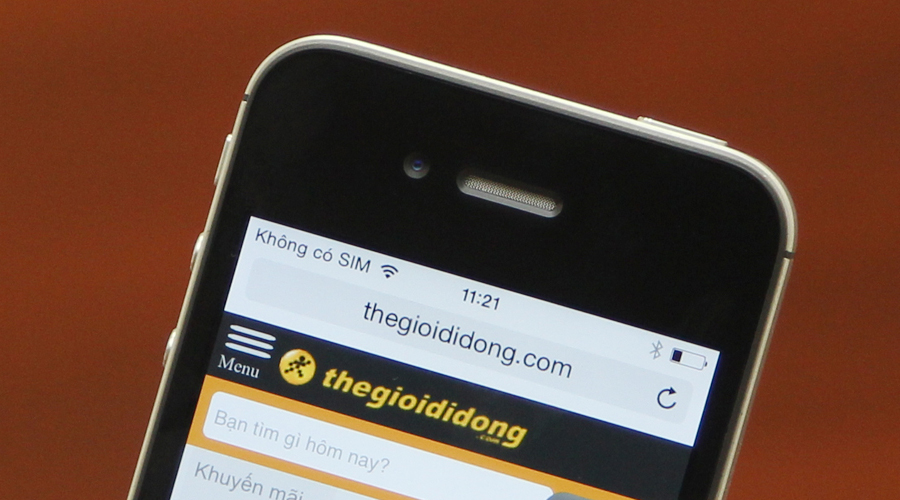 Không có SIM
11:21
thegioididong.com
Menu
thegioididong
.com
Bạn tìm gì hôm nay?
Khuyến mãi